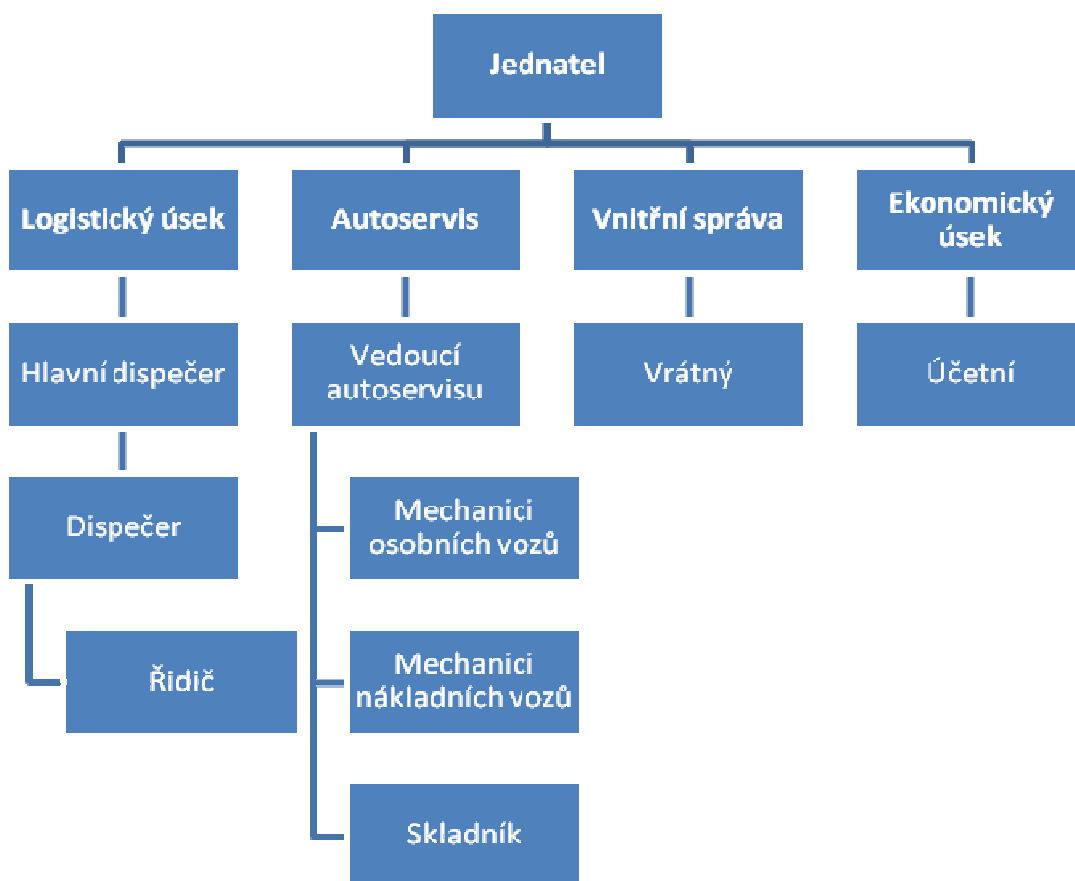 Jednatel
Logistický úsek
Autoservis
Vnitřní správa
Ekonomický
úsek
Hlavní dispečer
Vedoucí
autoservisu
Vrátný
Účetní
Dispečer
Mechanici
osobních vozů
Řidič
Mechanici
nákladních vozů
Skladník